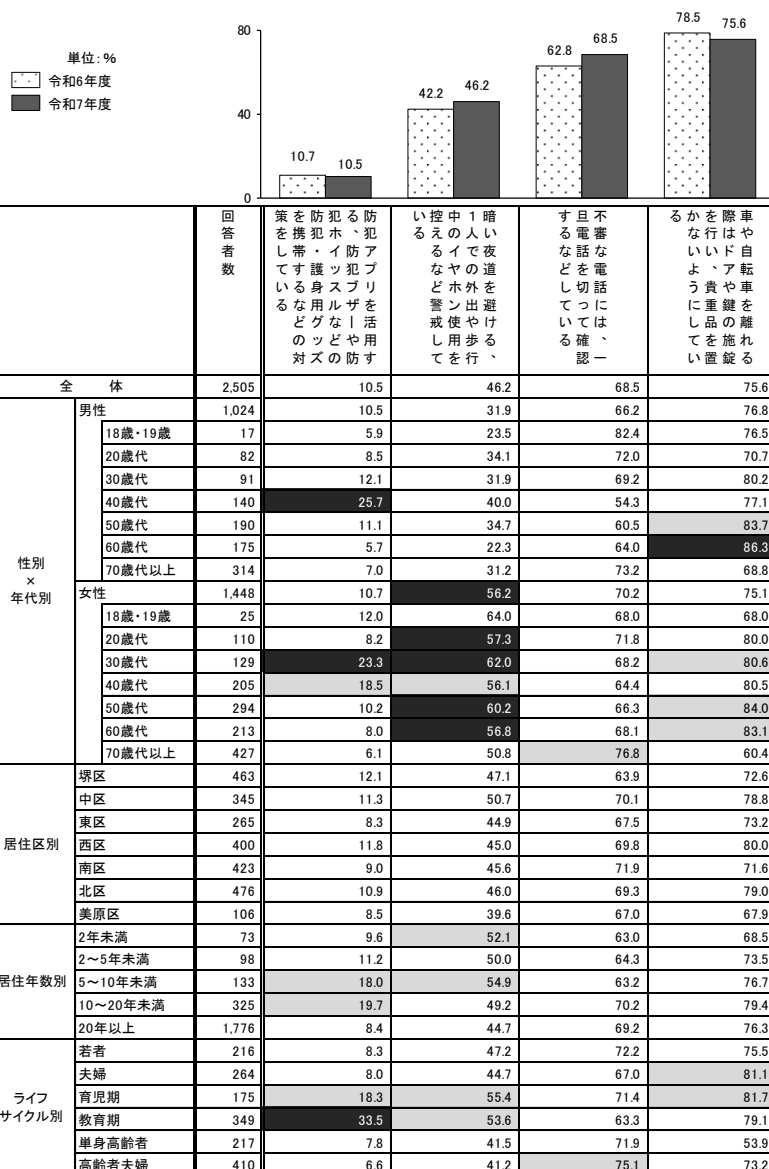 単位:%
令和6年度
令和7年度
80
40
0
10.7
10.5
42.2
46.2
62.8
68.5
78.5
75.6
回答者数
防犯アプリを活用する、防犯ブザーや防犯ホイッスルなどの防犯・護身用グッズを携帯するなどの対策をしている
暗い夜道を避ける、1人での外出や歩行中のイヤホン使用を控えるなど警戒している
不審な電話には、一旦電話を切って確認するなどしている
車や自転車を離れる際はドアや鍵の施錠を行い、貴重品を置かないようにしている
全 体 2,505 10.5 46.2 68.5 75.6
性別×年代別
男性 1,024 10.5 31.9 66.2 76.8
18歳・19歳 17 5.9 23.5 82.4 76.5
20歳代 82 8.5 34.1 72.0 70.7
30歳代 91 12.1 31.9 69.2 80.2
40歳代 140 25.7 40.0 54.3 77.1
50歳代 190 11.1 34.7 60.5 83.7
60歳代 175 5.7 22.3 64.0 86.3
70歳代以上 314 7.0 31.2 73.2 68.8
女性 1,448 10.7 56.2 70.2 75.1
18歳・19歳 25 12.0 64.0 68.0 68.0
20歳代 110 8.2 57.3 71.8 80.0
30歳代 129 23.3 62.0 68.2 80.6
40歳代 205 18.5 56.1 64.4 80.5
50歳代 294 10.2 60.2 66.3 84.0
60歳代 213 8.0 56.8 68.1 83.1
70歳代以上 427 6.1 50.8 76.8 60.4
居住区別
堺区 463 12.1 47.1 63.9 72.6
中区 345 11.3 50.7 70.1 78.8
東区 265 8.3 44.9 67.5 73.2
西区 400 11.8 45.0 69.8 80.0
南区 423 9.0 45.6 71.9 71.6
北区 476 10.9 46.0 69.3 79.0
美原区 106 8.5 39.6 67.0 67.9
居住年数別
2年未満 73 9.6 52.1 63.0 68.5
2～5年未満 98 11.2 50.0 64.3 73.5
5～10年未満 133 18.0 54.9 63.2 76.7
10～20年未満 325 19.7 49.2 70.2 79.4
20年以上 1,776 8.4 44.7 69.2 76.3
ライフサイクル別
若者 216 8.3 47.2 72.2 75.5
夫婦 264 8.0 44.7 67.0 81.1
育児期 175 18.3 55.4 71.4 81.7
教育期 349 33.5 53.6 63.3 79.1
単身高齢者 217 7.8 41.5 71.9 53.9
高齢者夫婦 410 6.6 41.2 75.1 73.2